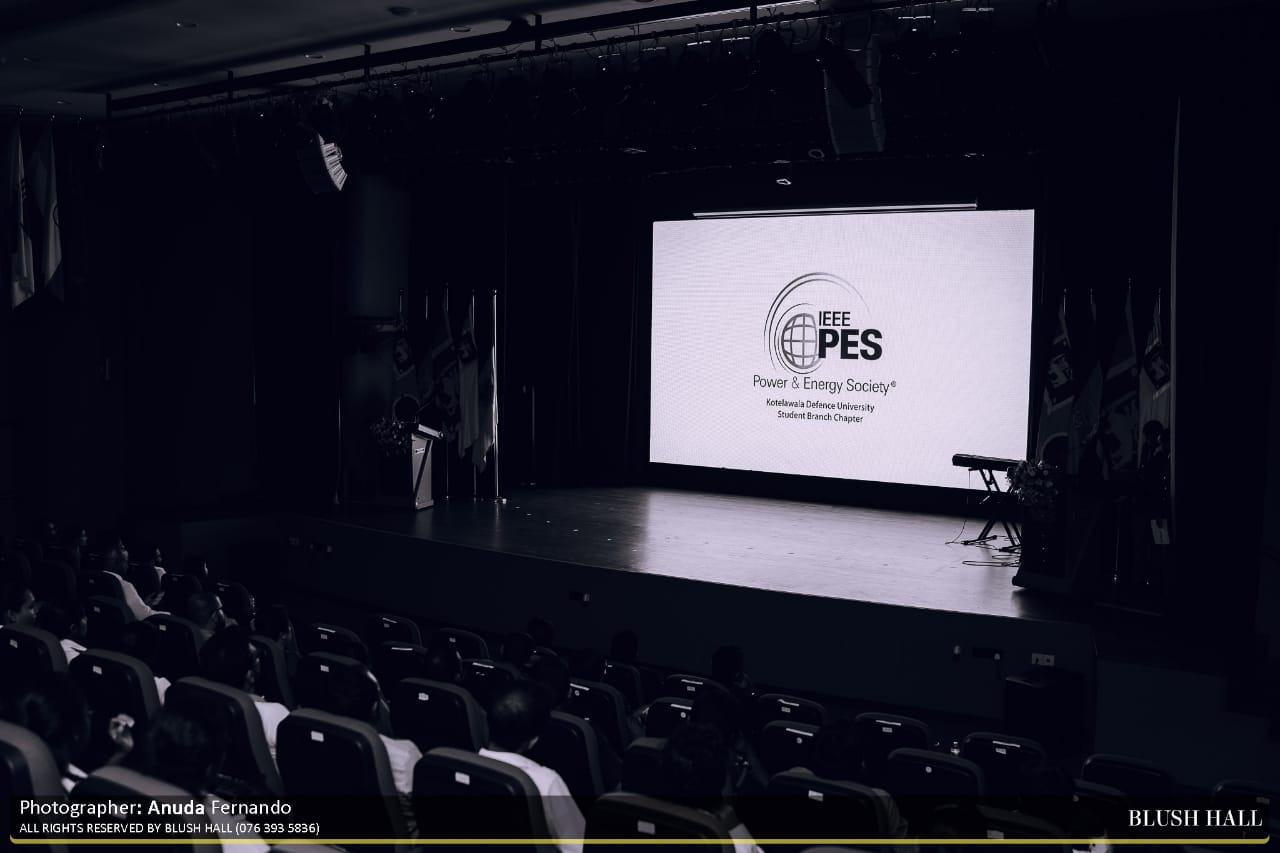 IEEE
PES
Power & Energy Society®
Kotelawala Defence University
Student Branch Chapter
Photographer: Anuda Fernando
ALL RIGHTS RESERVED BY BLUSH HALL (076 393 5836)
BLUSH HALL